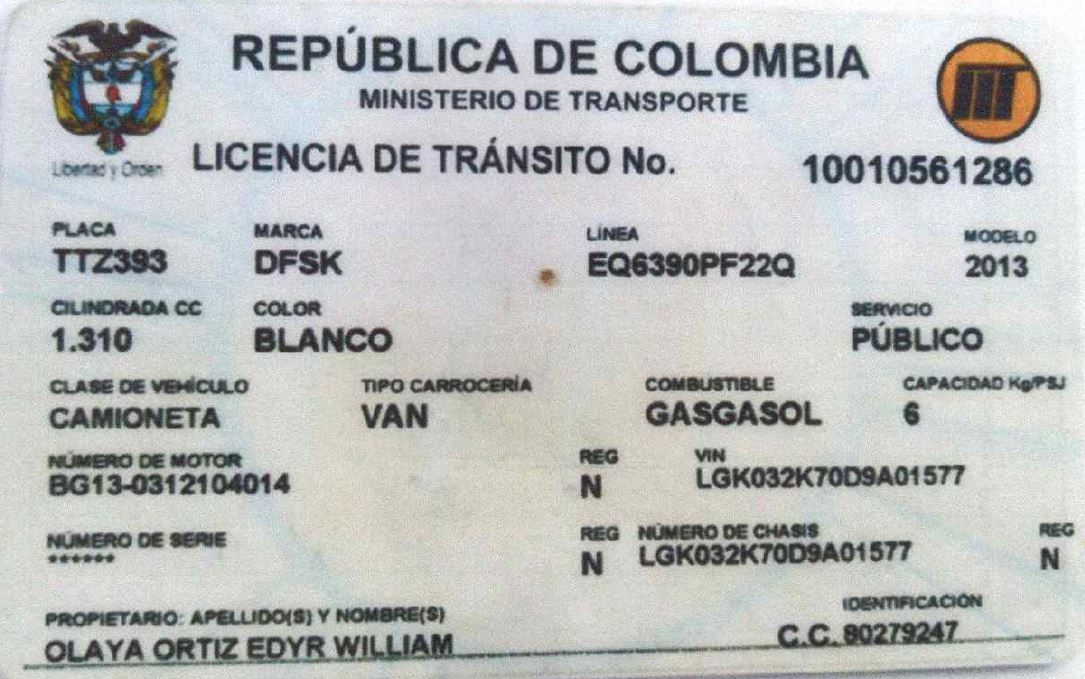 REPÚBLICA DE COLOMBIA
MINISTERIO DE TRANSPORTE
Libertad y Orden
LICENCIA DE TRÁNSITO No. 10010561286
PLACA MARCA LÍNEA MODELO
TTZ393 DFSK EQ6390PF22Q 2013
CILINDRADA CC COLOR SERVICIO
1.310 BLANCO PÚBLICO
CLASE DE VEHÍCULO TIPO CARROCERÍA COMBUSTIBLE CAPACIDAD Kg/PSJ
CAMIONETA VAN GASGASOL 6
NÚMERO DE MOTOR REG VIN
BG13-0312104014 N LGK032K70D9A01577
NÚMERO DE SERIE REG NÚMERO DE CHASIS REG
****** N LGK032K70D9A01577 N
PROPIETARIO: APELLIDO(S) Y NOMBRE(S) IDENTIFICACIÓN
OLAYA ORTIZ EDYR WILLIAM C.C. 80279247